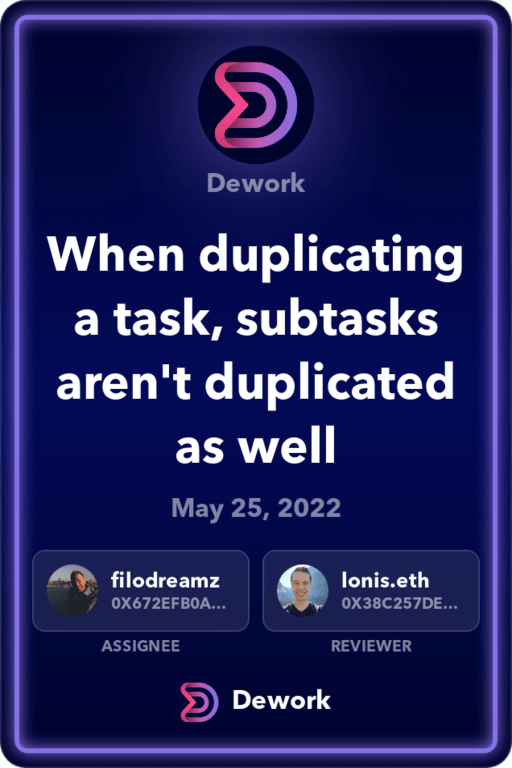 Dework
When duplicating
a task, subtasks
aren't duplicated
as well
May 25, 2022
filodreamz
0X672EFB0A...
ASSIGNEE
lonis.eth
0X38C257DE...
REVIEWER
Dework